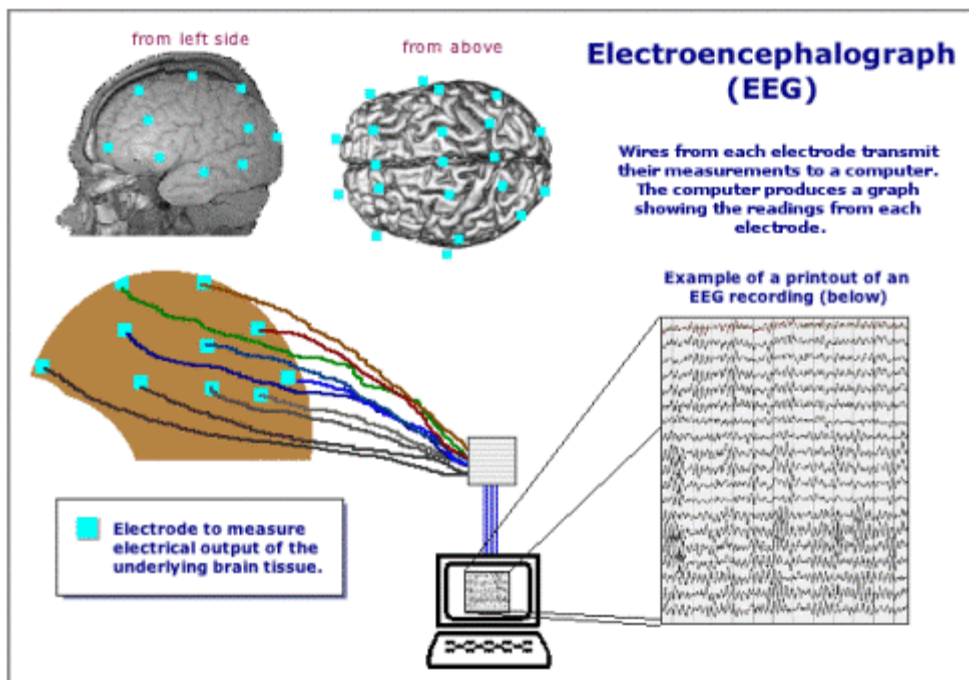 from left side
from above
Electroencephalograph
(EEG)
Wires from each electrode transmit
their measurements to a computer.
The computer produces a graph
showing the readings from each
electrode.
Example of a printout of an
EEG recording (below)
Electrode to measure
electrical output of the
underlying brain tissue.